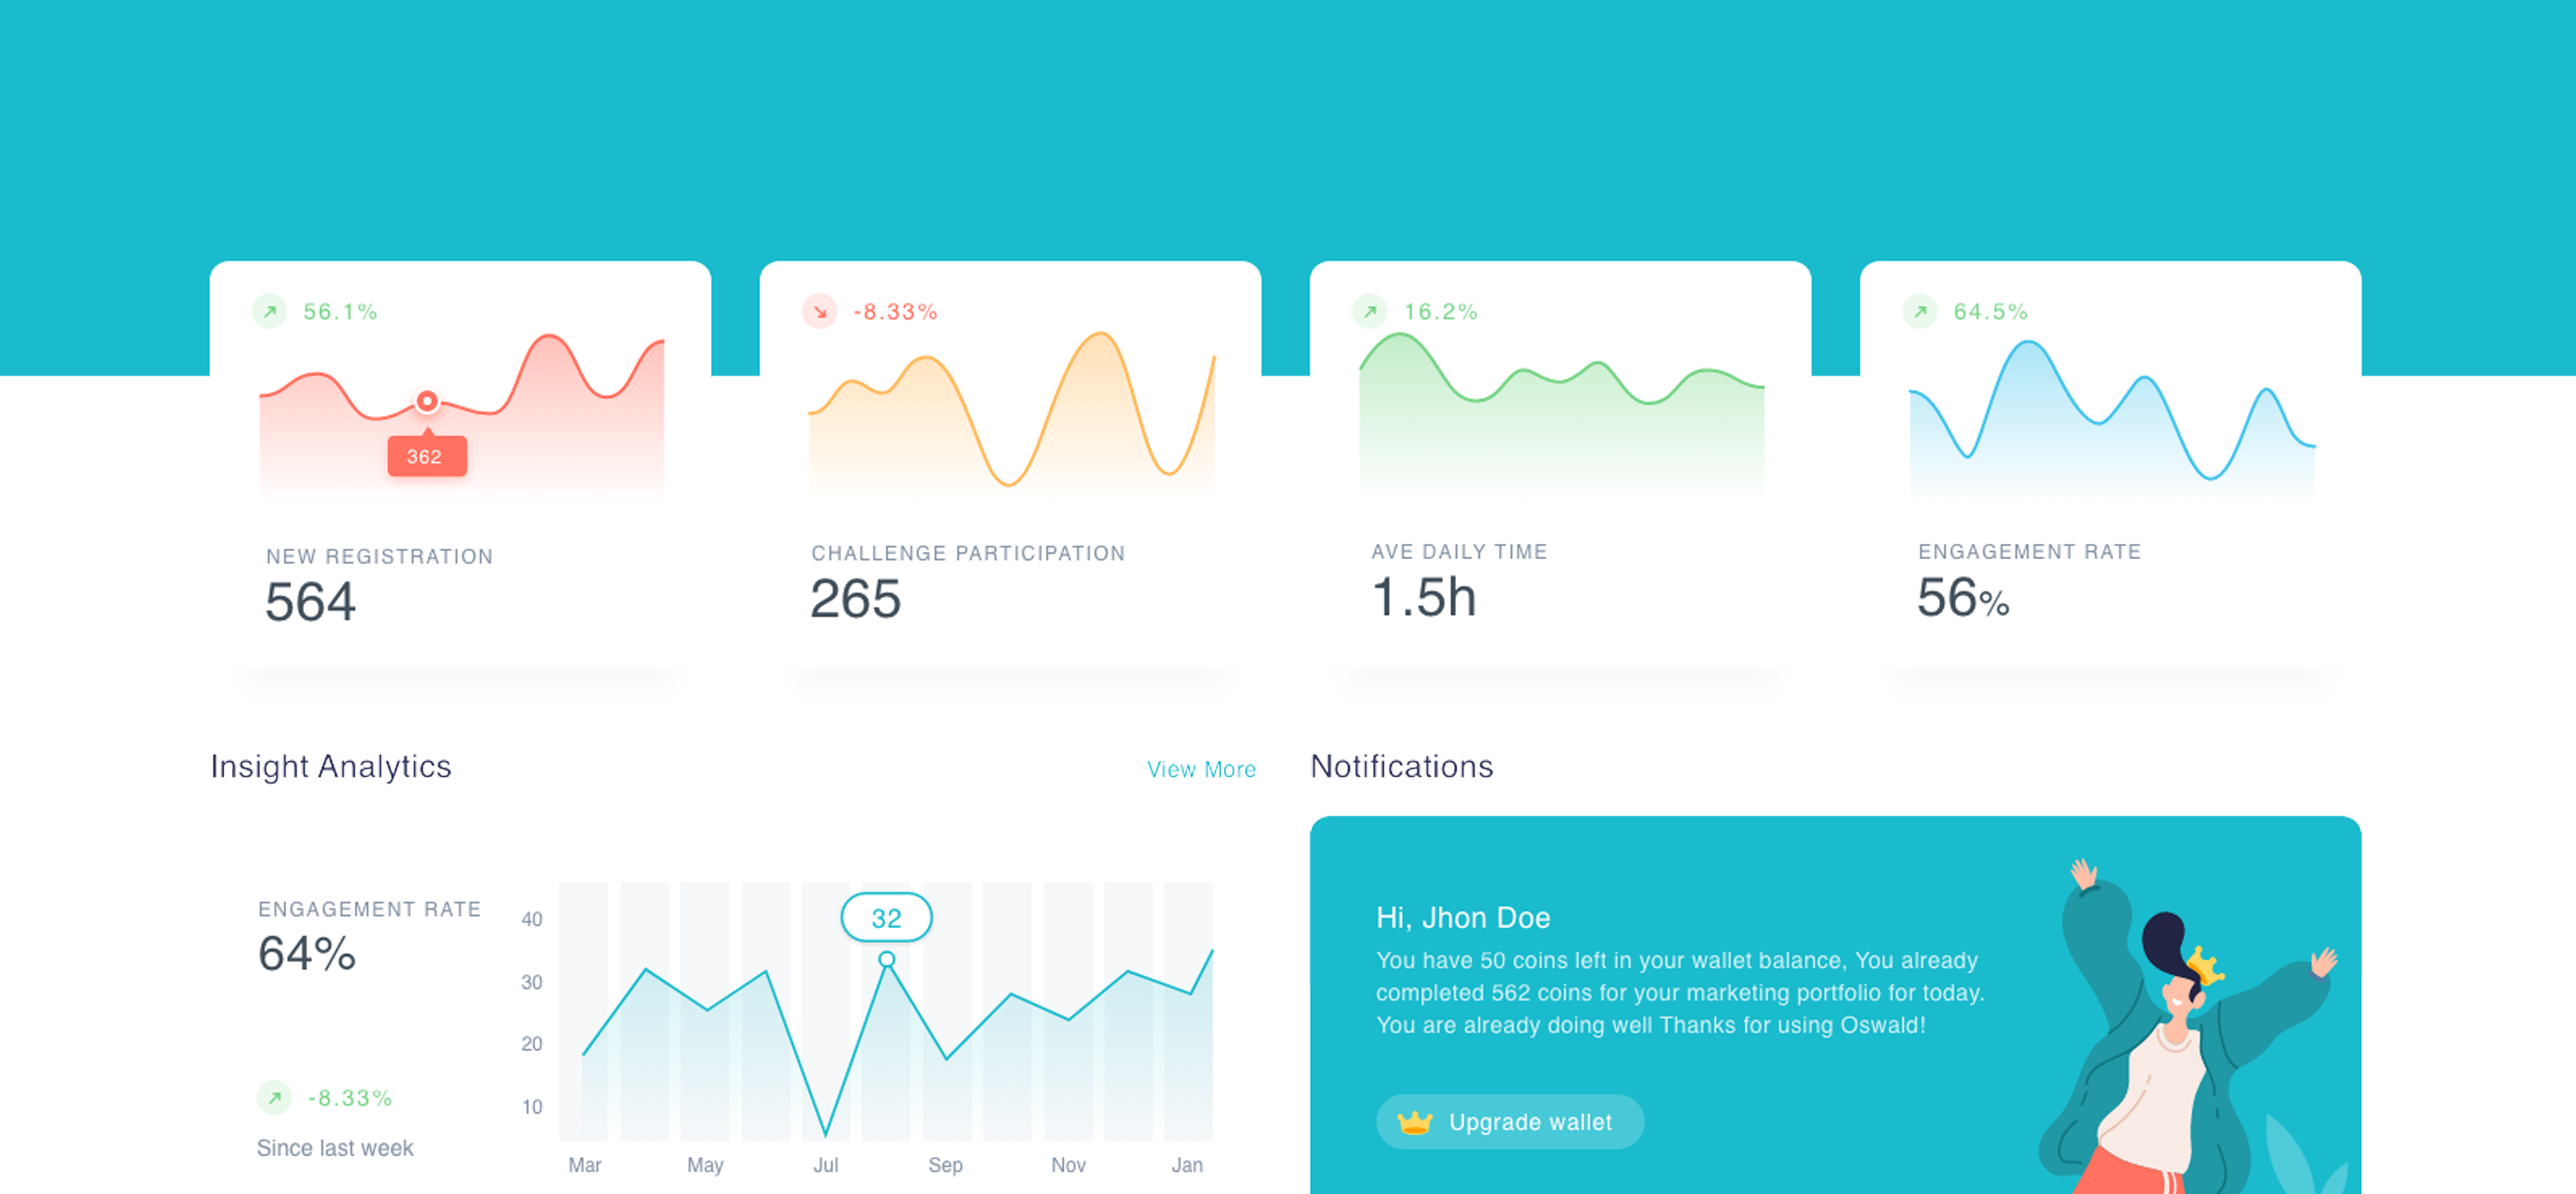 56.1%
362
NEW REGISTRATION
564
-8.33%
CHALLENGE PARTICIPATION
265
16.2%
AVE DAILY TIME
1.5h
64.5%
ENGAGEMENT RATE
56%
Insight Analytics
View More
ENGAGEMENT RATE
64%
-8.33%
Since last week
40
30
20
10
32
Mar
May
Jul
Sep
Nov
Jan
Notifications
Hi, Jhon Doe
You have 50 coins left in your wallet balance, You already
completed 562 coins for your marketing portfolio for today.
You are already doing well Thanks for using Oswald!
Upgrade wallet